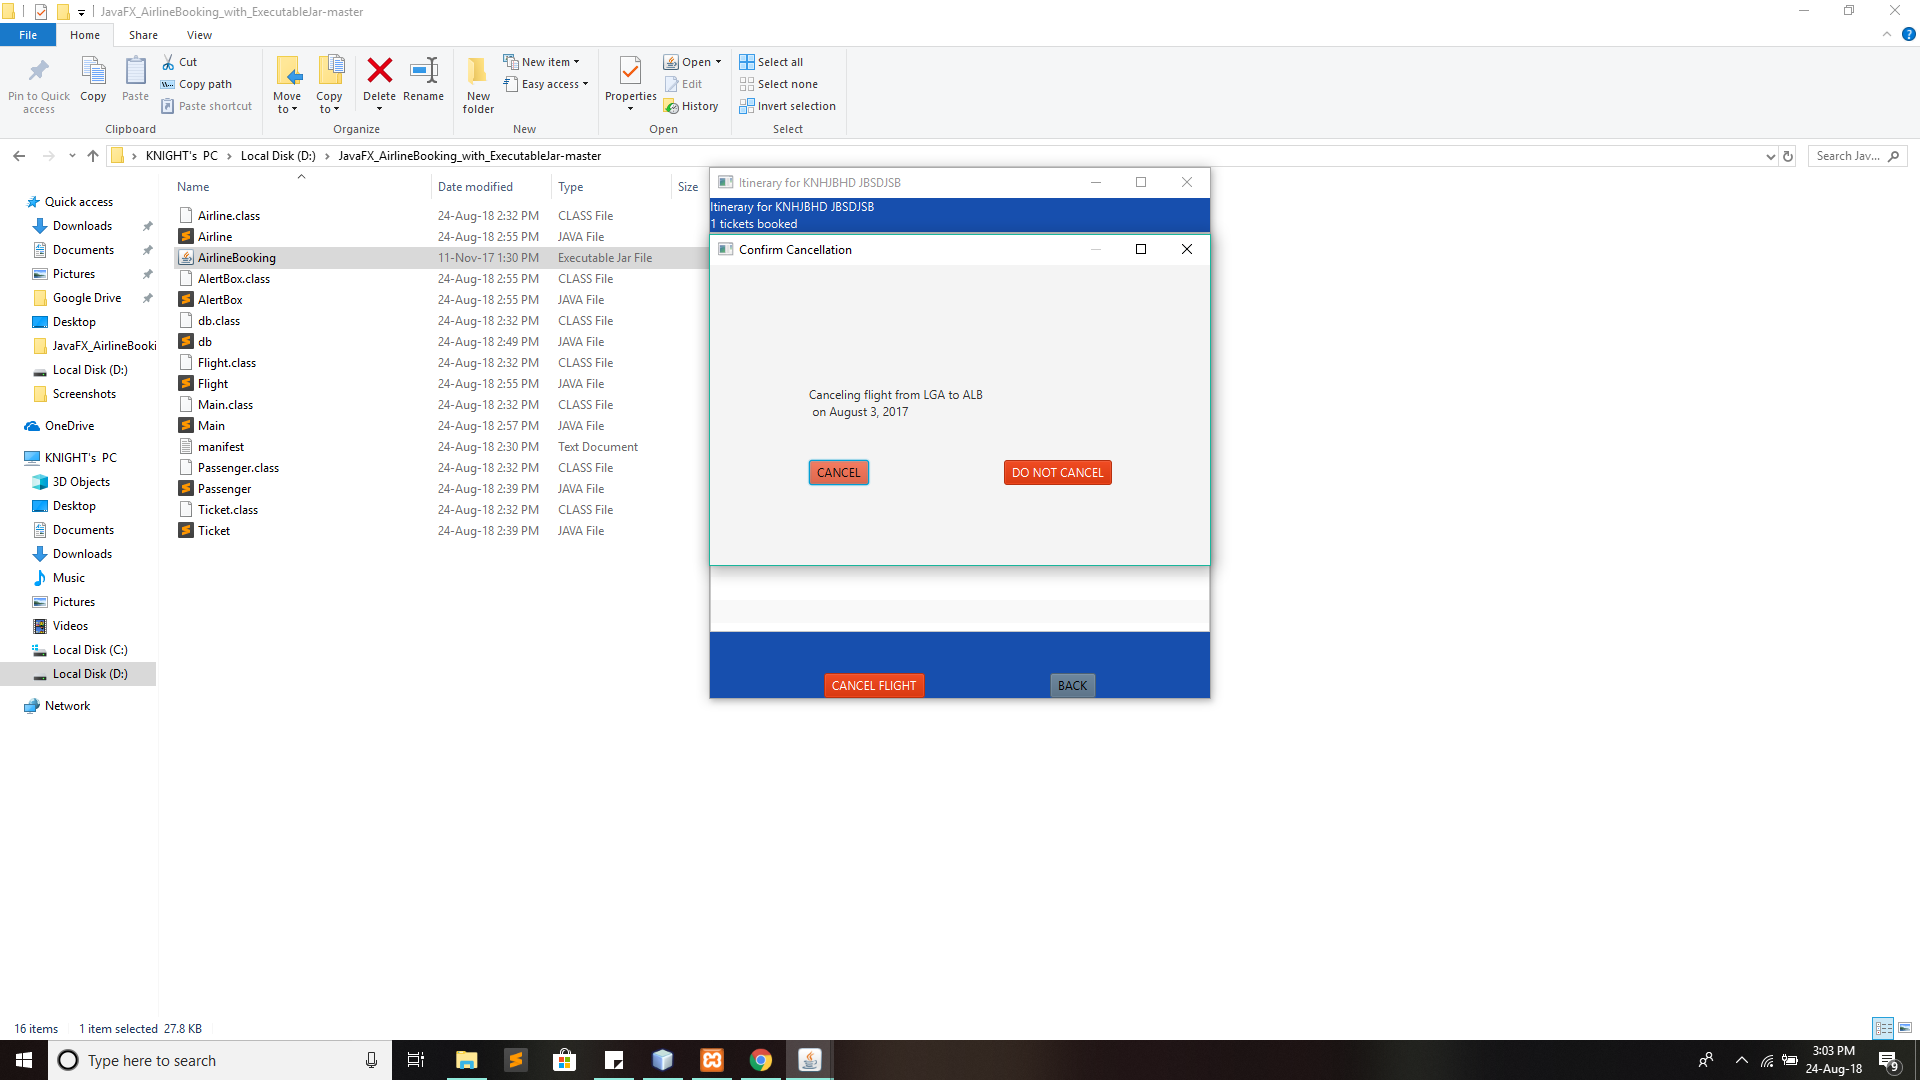 JavaFX_AirlineBooking_with_ExecutableJar-master
File Home Share View
Pin to Quick access
Copy
Paste
Cut
Copy path
Paste shortcut
Clipboard
Move to
Copy to
Delete
Rename
Organize
New folder
New item
Easy access
New
Properties
Open
Edit
History
Open
Select all
Select none
Invert selection
Select
KNIGHT's PC > Local Disk (D:) > JavaFX_AirlineBooking_with_ExecutableJar-master
Search Jav...
Quick access
Downloads
Documents
Pictures
Google Drive
Desktop
JavaFX_AirlineBooki
Local Disk (D:)
Screenshots
OneDrive
KNIGHT's PC
3D Objects
Desktop
Documents
Downloads
Music
Pictures
Videos
Local Disk (C:)
Local Disk (D:)
Network
Name Date modified Type Size
Airline.class 24-Aug-18 2:32 PM CLASS File
Airline 24-Aug-18 2:55 PM JAVA File
AirlineBooking 11-Nov-17 1:30 PM Executable Jar File
AlertBox.class 24-Aug-18 2:55 PM CLASS File
AlertBox 24-Aug-18 2:55 PM JAVA File
db.class 24-Aug-18 2:32 PM CLASS File
db 24-Aug-18 2:49 PM JAVA File
Flight.class 24-Aug-18 2:32 PM CLASS File
Flight 24-Aug-18 2:55 PM JAVA File
Main.class 24-Aug-18 2:32 PM CLASS File
Main 24-Aug-18 2:57 PM JAVA File
manifest 24-Aug-18 2:30 PM Text Document
Passenger.class 24-Aug-18 2:32 PM CLASS File
Passenger 24-Aug-18 2:39 PM JAVA File
Ticket.class 24-Aug-18 2:32 PM CLASS File
Ticket 24-Aug-18 2:39 PM JAVA File
Itinerary for KNHJBHD JBSDJSB
Itinerary for KNHJBHD JBSDJSB
1 tickets booked
Confirm Cancellation
Canceling flight from LGA to ALB
on August 3, 2017
CANCEL DO NOT CANCEL
CANCEL FLIGHT BACK
16 items 1 item selected 27.8 KB
Type here to search
3:03 PM
24-Aug-18
9